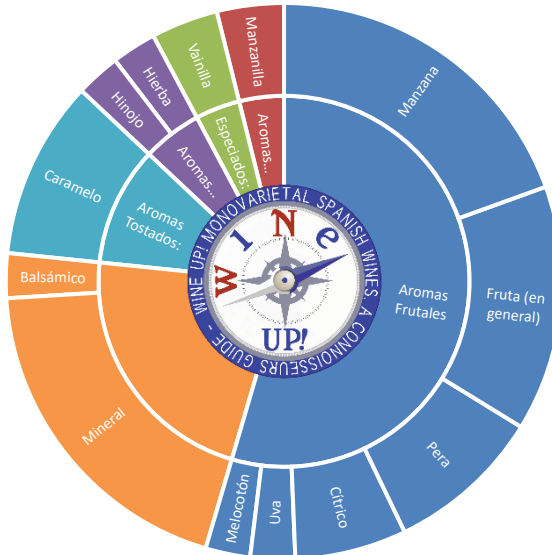 Manzana
Fruta (en
general)
Pera
Cítrico
Uva
Melocotón
Mineral
Balsámico
Caramelo
Hinojo
Hierba
Vainilla
Manzanilla
Aromas
Frutales
Aromas
Tostados:
Aromas...
Especiados:
Aromas...
WINE UP! MONOVARIETAL SPANISH WINES, A CONNOISSEURS GUIDE -
W i N e
UP!